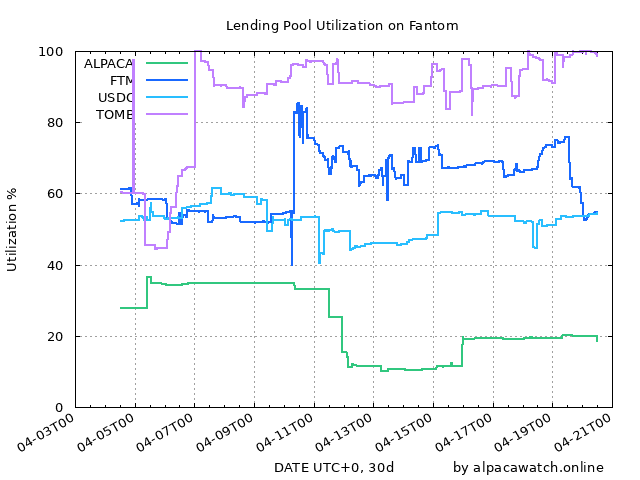 Lending Pool Utilization on Fantom
Utilization %
100
80
60
40
20
0
ALPACA
FTM
USDC
TOMB
04-03T00
04-05T00
04-07T00
04-09T00
04-11T00
04-13T00
04-15T00
04-17T00
04-19T00
04-21T00
DATE UTC+0, 30d
by alpacawatch.online